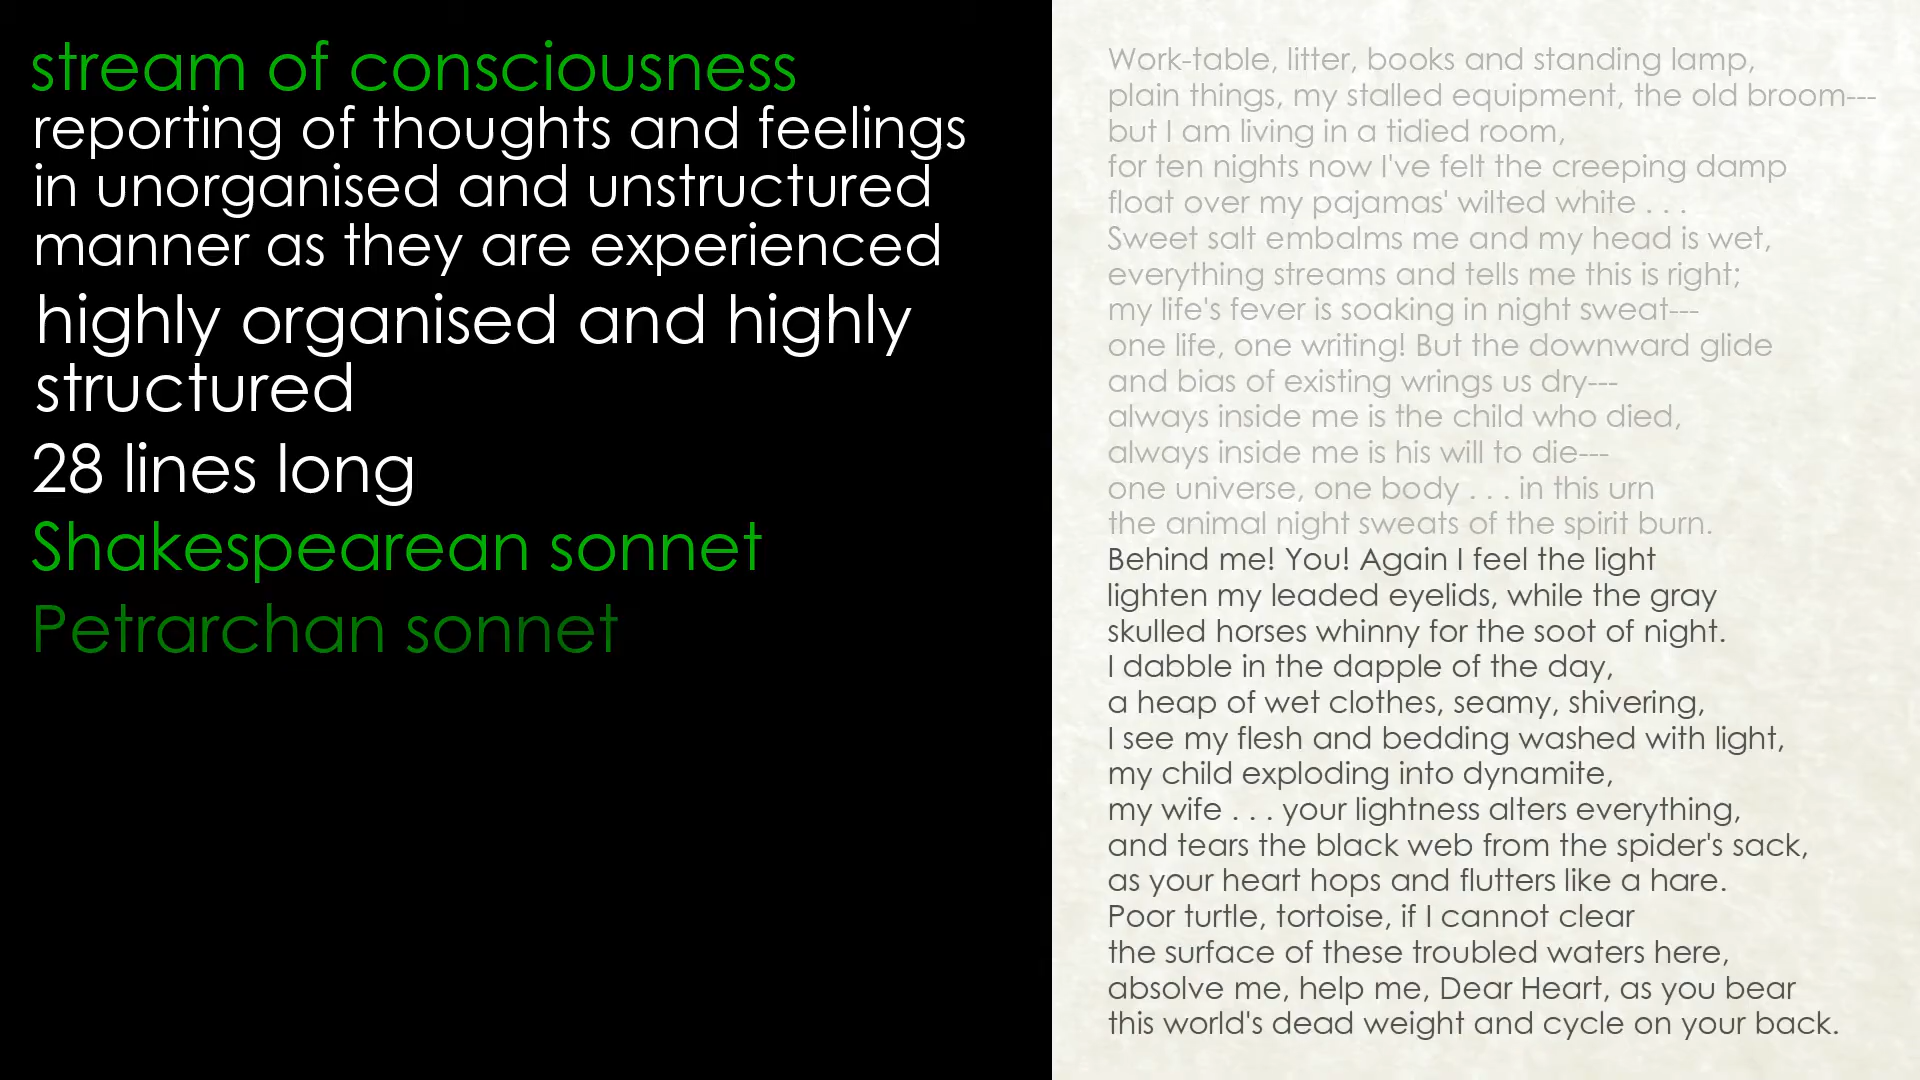 stream of consciousness
reporting of thoughts and feelings
in unorganised and unstructured
manner as they are experienced
highly organised and highly
structured
28 lines long
Shakespearean sonnet
Petrarchan sonnet
Work-table, litter, books and standing lamp,
plain things, my stalled equipment, the old broom---
but I am living in a tidied room,
for ten nights now I've felt the creeping damp
float over my pajamas' wilted white . . .
Sweet salt embalms me and my head is wet,
everything streams and tells me this is right;
my life's fever is soaking in night sweat---
one life, one writing! But the downward glide
and bias of existing wrings us dry---
always inside me is the child who died,
always inside me is his will to die---
one universe, one body . . . in this urn
the animal night sweats of the spirit burn.
Behind me! You! Again I feel the light
lighten my leaded eyelids, while the gray
skulled horses whinny for the soot of night.
I dabble in the dapple of the day,
a heap of wet clothes, seamy, shivering,
I see my flesh and bedding washed with light,
my child exploding into dynamite,
my wife . . . your lightness alters everything,
and tears the black web from the spider's sack,
as your heart hops and flutters like a hare.
Poor turtle, tortoise, if I cannot clear
the surface of these troubled waters here,
absolve me, help me, Dear Heart, as you bear
this world's dead weight and cycle on your back.